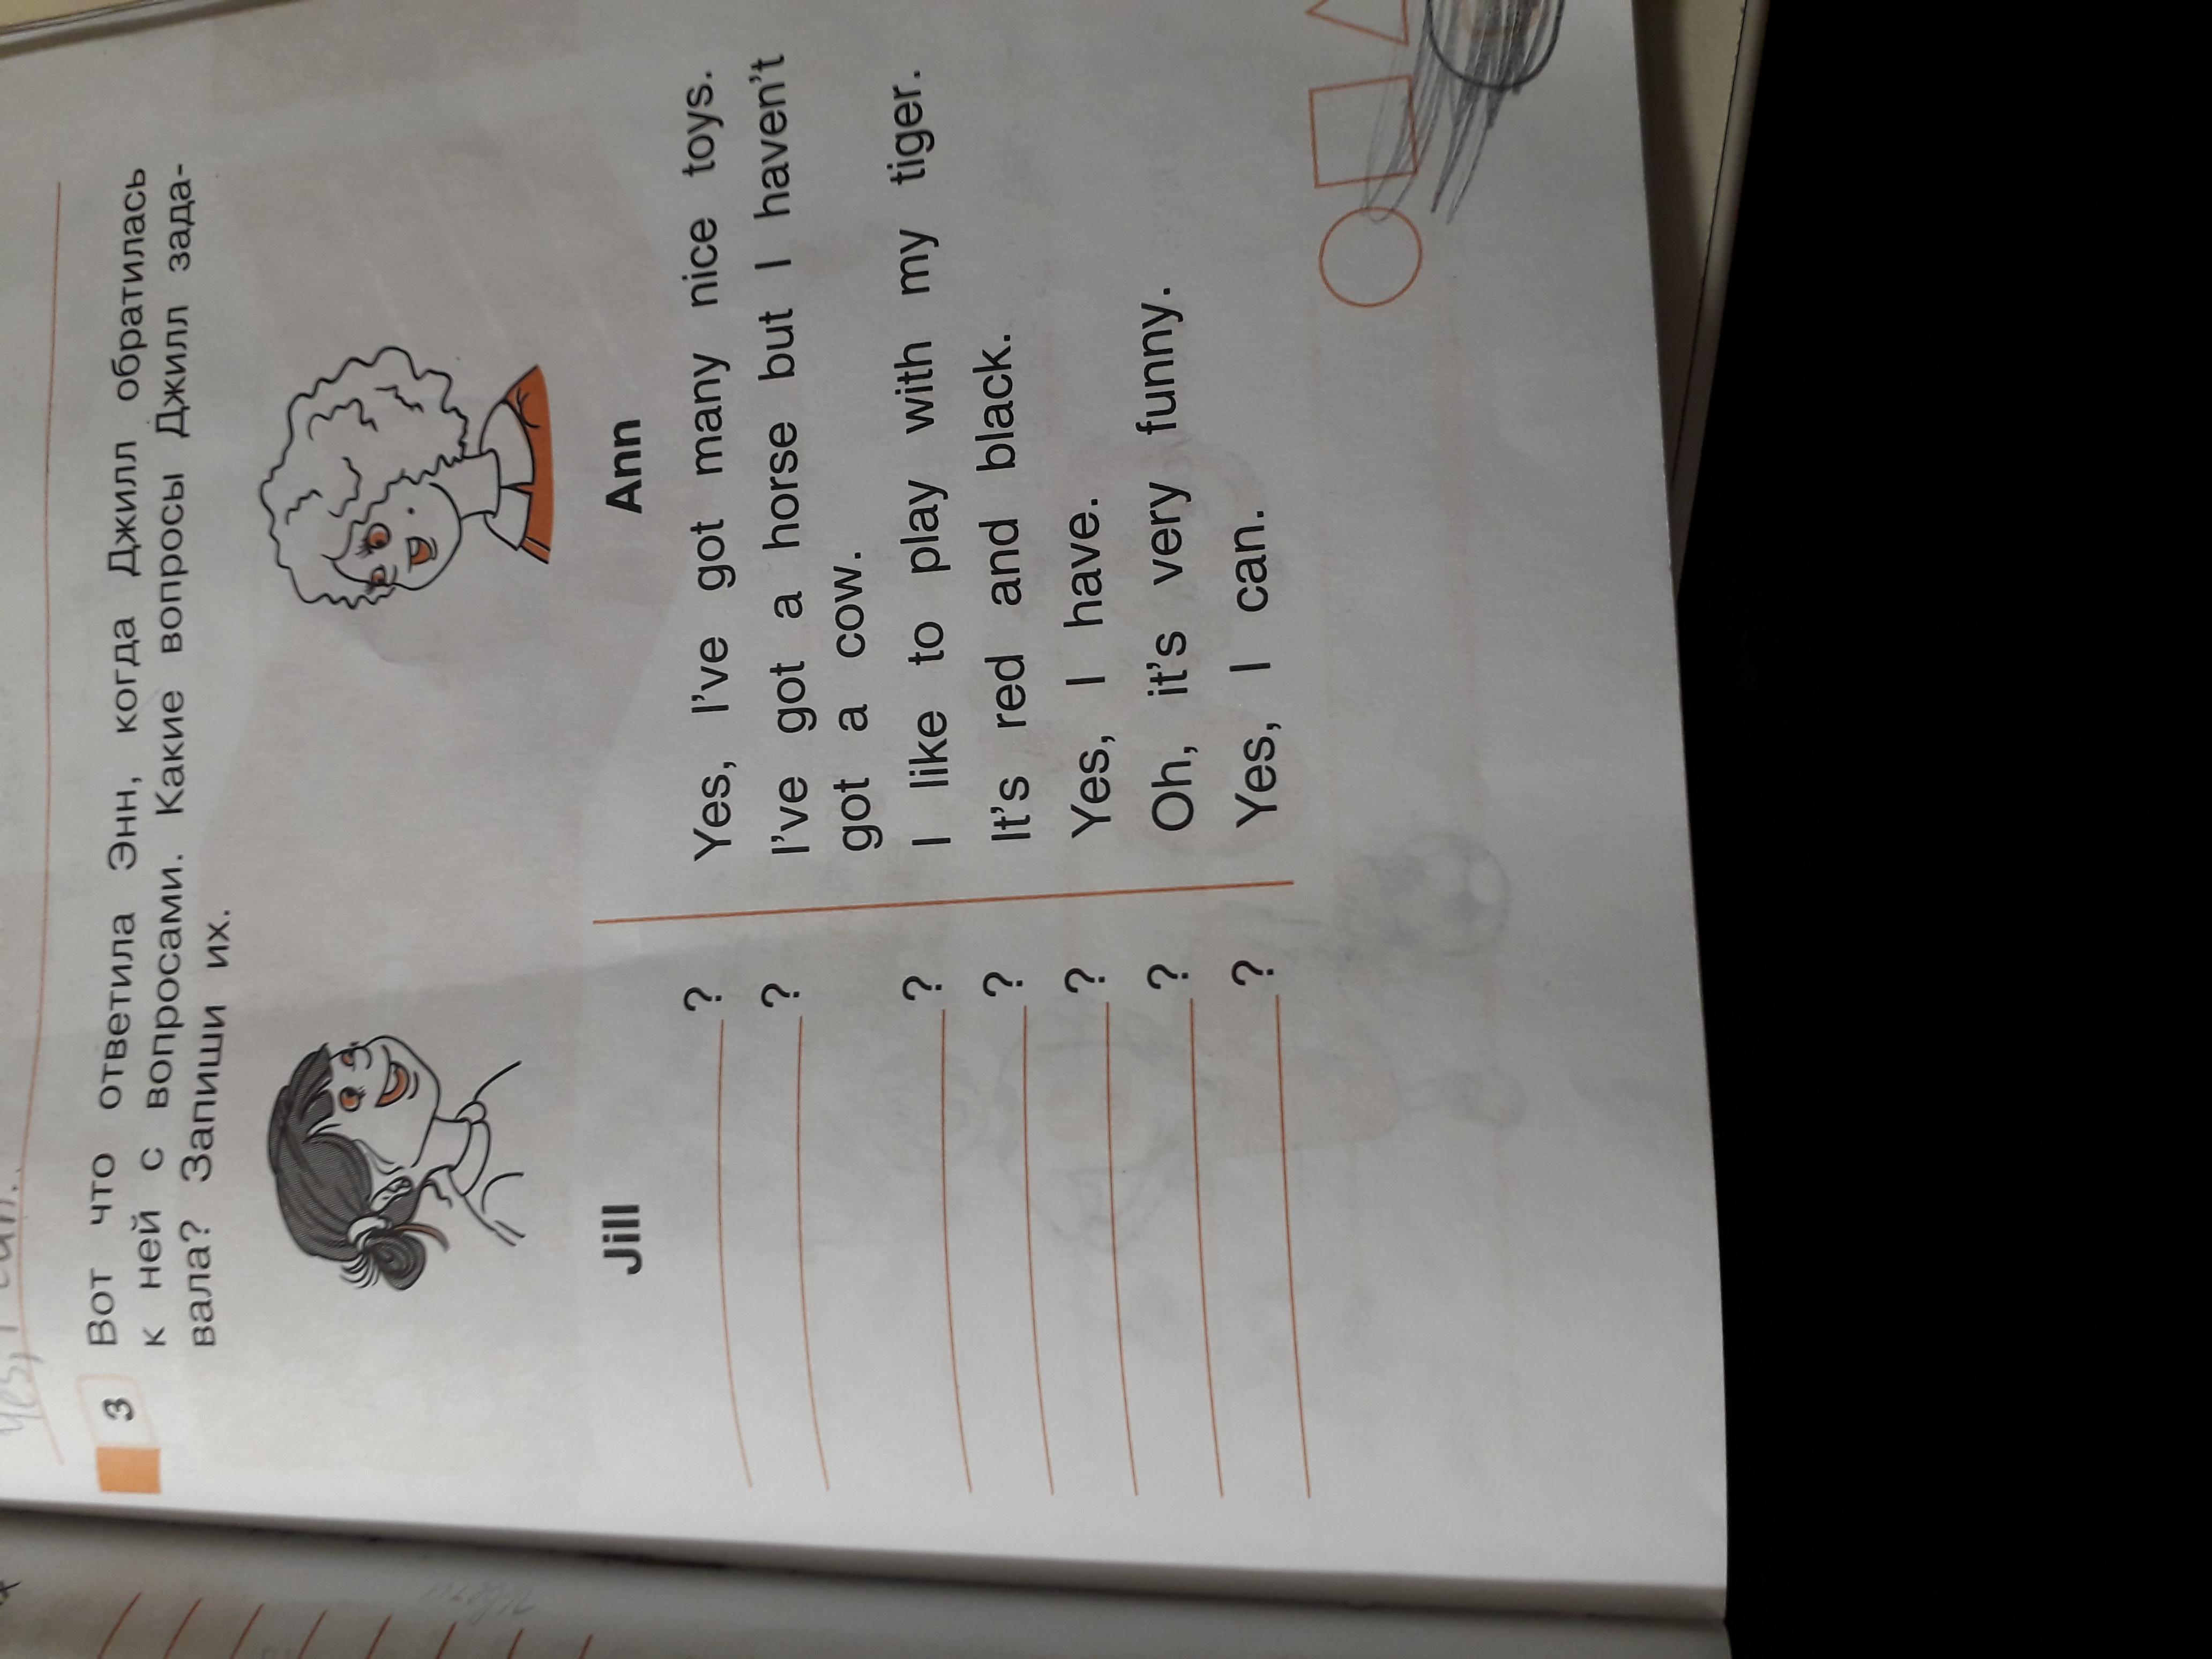 3 Вот что ответила Энн, когда Джилл обратилась
к ней с вопросами. Какие вопросы Джилл зада-
вала? Запиши их.
Jill
Ann
? Yes, I've got many nice toys.
? I've got a horse but I haven't
got a cow.
? I like to play with my tiger.
? It's red and black.
? Yes, I have.
? Oh, it's very funny.
? Yes, I can.